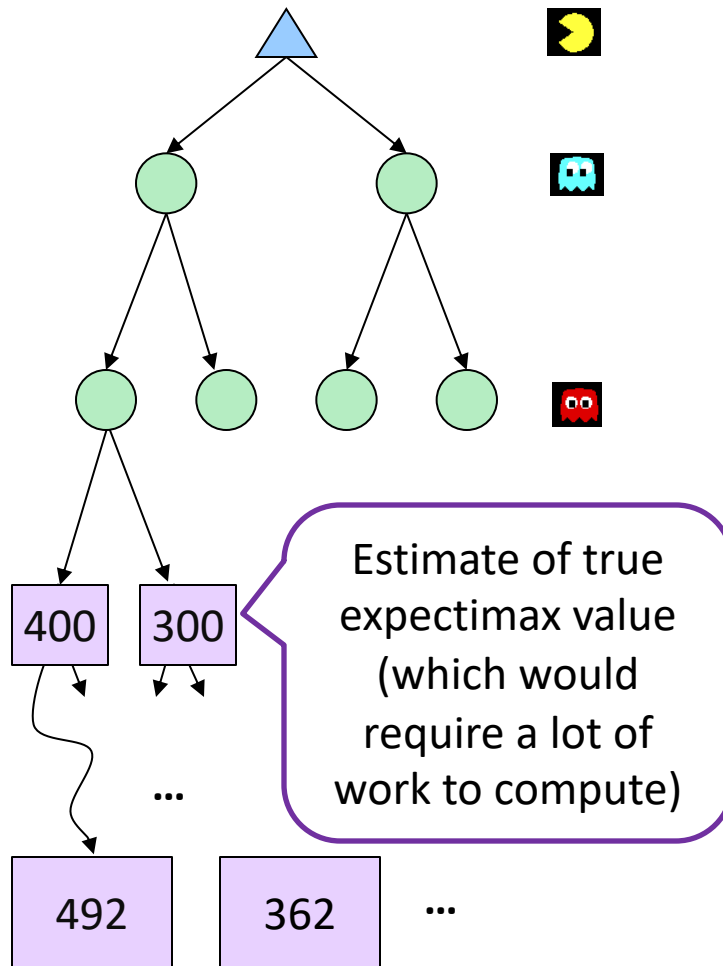 Estimate of true
expectimax value
400 300
(which would
require a lot of
work to compute)
...
492 362 ...